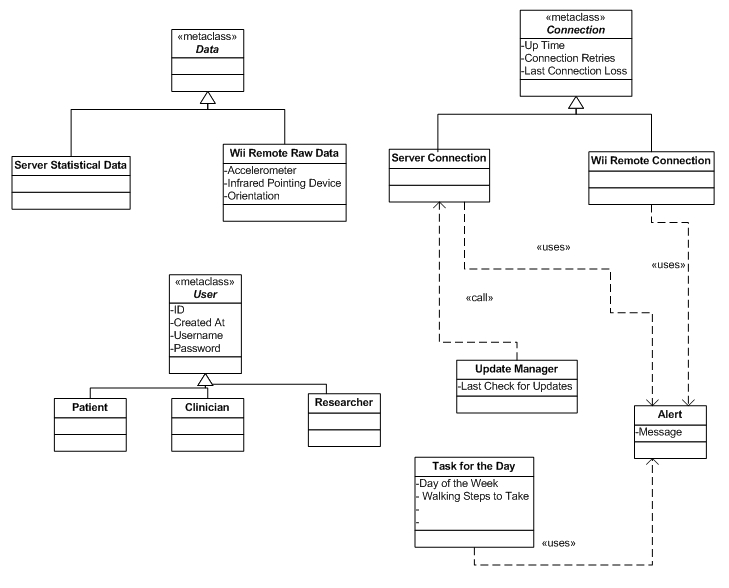 «metaclass»
Data
Server Statistical Data
Wii Remote Raw Data
-Accelerometer
-Infrared Pointing Device
-Orientation
«metaclass»
Connection
-Up Time
-Connection Retries
-Last Connection Loss
Server Connection
Wii Remote Connection
«uses»
«uses»
«call»
«metaclass»
User
-ID
-Created At
-Username
-Password
Patient
Clinician
Researcher
Update Manager
-Last Check for Updates
Alert
-Message
Task for the Day
-Day of the Week
- Walking Steps to Take
-
-
«uses»